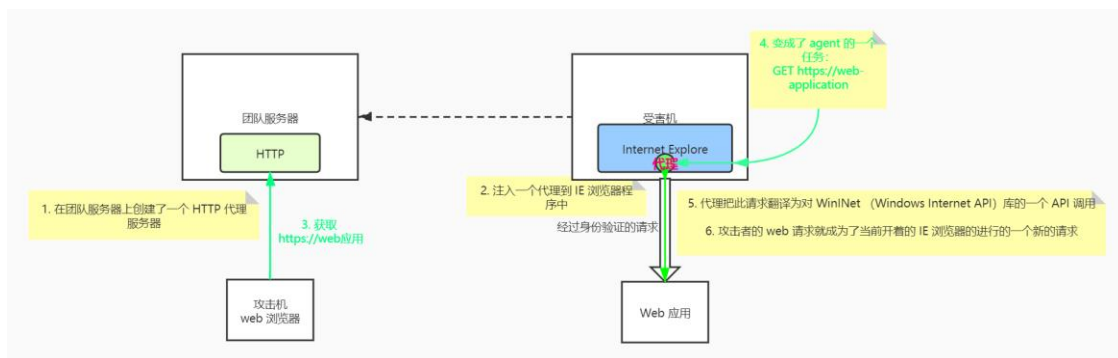 团队服务器
HTTP
1. 在团队服务器上创建了一个 HTTP 代理
服务器
3. 获取
https://web应用
攻击机
web 浏览器
受害机
Internet Explore
代理
2. 注入一个代理到 IE 浏览器程
序中
经过身份验证的请求
Web 应用
4. 变成了 agent 的一个
任务：
GET https://web-
application
5. 代理把此请求翻译为对 WinINet （Windows Internet API）库的一个 API 调用
6. 攻击者的 web 请求就成为了当前开着的 IE 浏览器的进行的一个新的请求